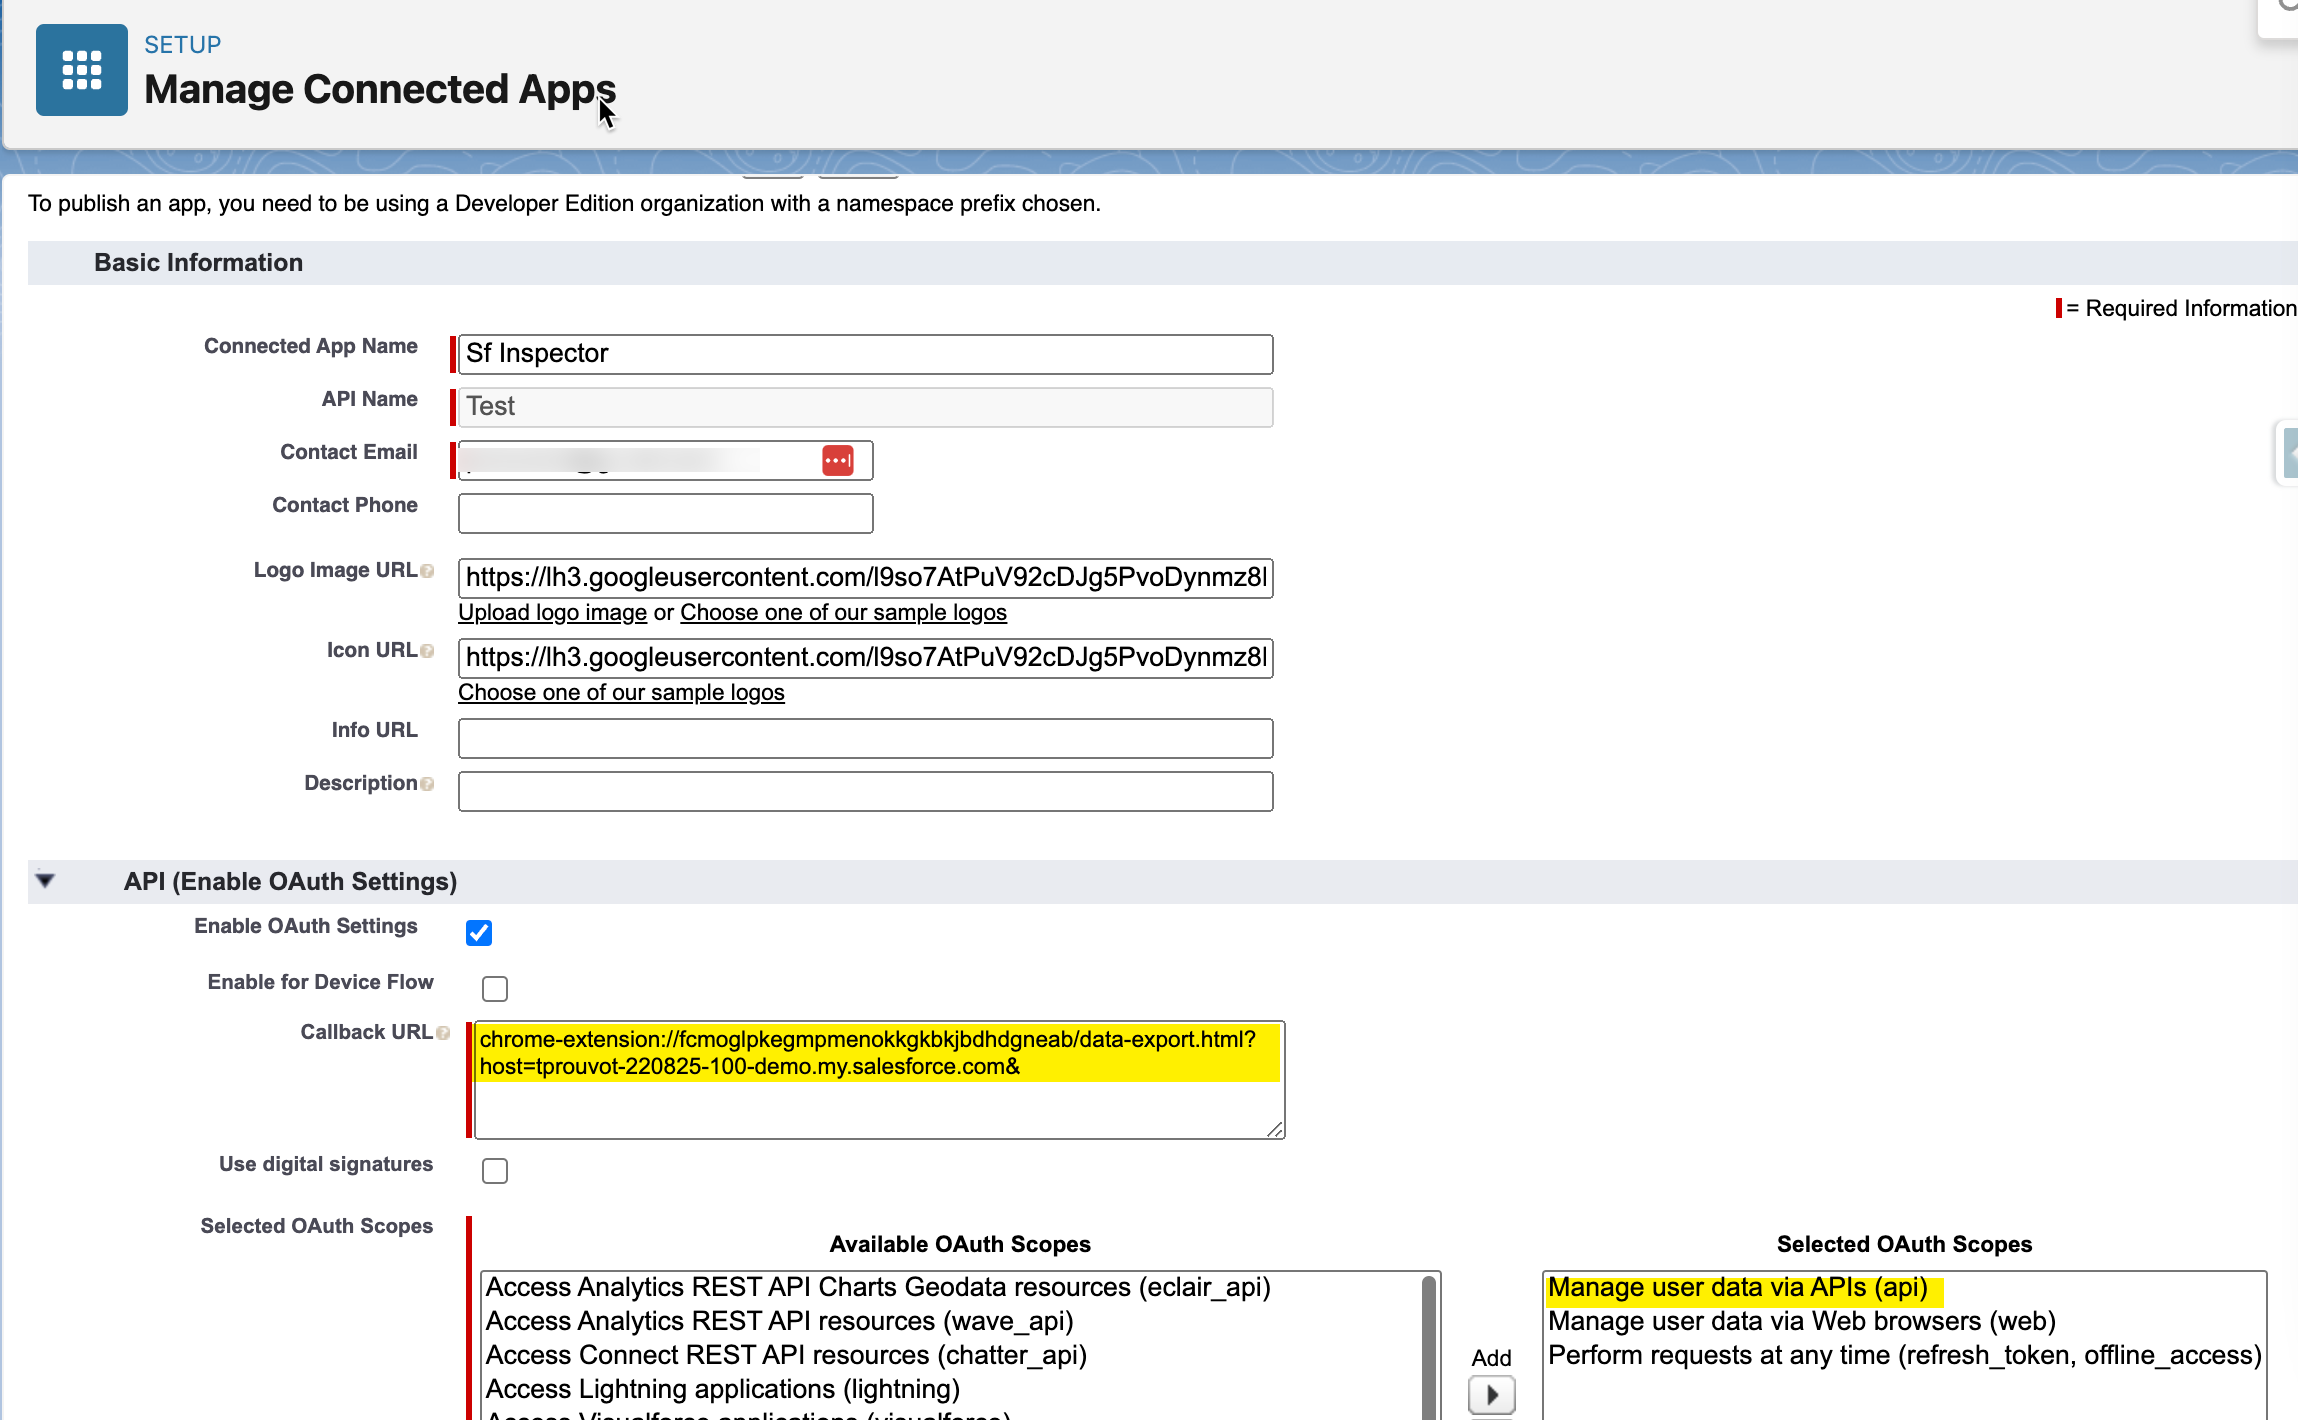 SETUP
Manage Connected Apps
To publish an app, you need to be using a Developer Edition organization with a namespace prefix chosen.
Basic Information
= Required Information
Connected App Name
Sf Inspector
API Name
Test
Contact Email
Contact Phone
Logo Image URL
https://lh3.googleusercontent.com/l9so7AtPuV92cDJg5PvoDynmz8l
Upload logo image or Choose one of our sample logos
Icon URL
https://lh3.googleusercontent.com/l9so7AtPuV92cDJg5PvoDynmz8l
Choose one of our sample logos
Info URL
Description
API (Enable OAuth Settings)
Enable OAuth Settings
Enable for Device Flow
Callback URL
chrome-extension://fcmoglpkegmpmenokkgkbkjbdhdgneab/data-export.html?
host=tprouvot-220825-100-demo.my.salesforce.com&
Use digital signatures
Selected OAuth Scopes
Available OAuth Scopes
Access Analytics REST API Charts Geodata resources (eclair_api)
Access Analytics REST API resources (wave_api)
Access Connect REST API resources (chatter_api)
Access Lightning applications (lightning)
Access Visualforce applications (visualforce)
Add
Selected OAuth Scopes
Manage user data via APIs (api)
Manage user data via Web browsers (web)
Perform requests at any time (refresh_token, offline_access)